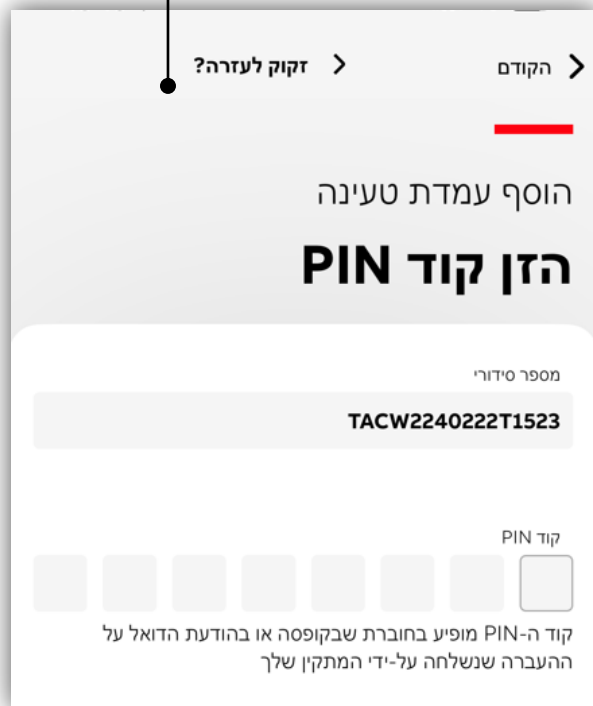 הקודם
זקוק לעזרה?
הוסף עמדת טעינה
הזן קוד PIN
מספר סידורי
TACW2240222T1523
קוד PIN
קוד ה-PIN מופיע בחוברת שבקופסה או בהודעת הדואל על
ההעברה שנשלחה על-ידי המתקין שלך